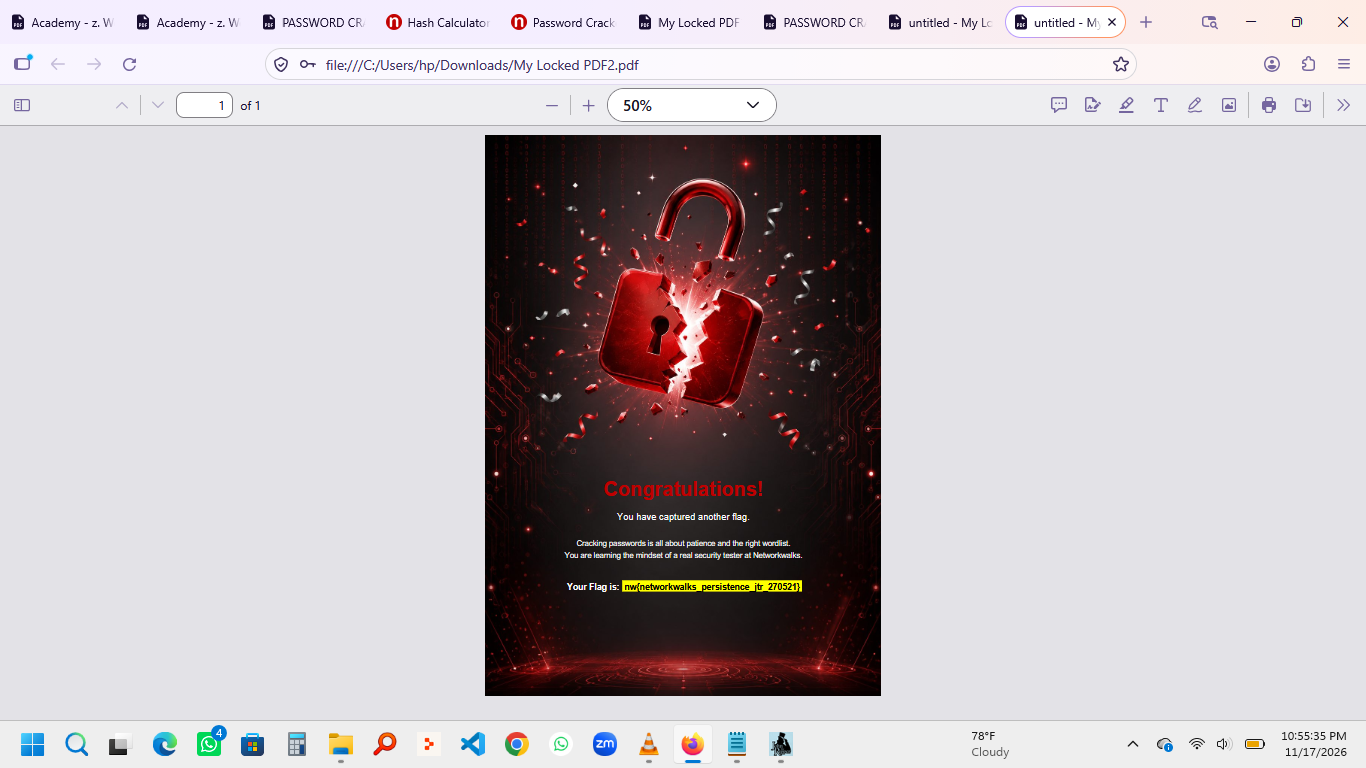 Academy - z. W
Academy - z. W
PASSWORD CRA
Hash Calculator
Password Crack
My Locked PDF
PASSWORD CRA
untitled - My Lo
untitled - My
file:///C:/Users/hp/Downloads/My Locked PDF2.pdf
1 of 1
50%
Congratulations!
You have captured another flag.
Cracking passwords is all about patience and the right wordlist.
You are learning the mindset of a real security tester at Networkwalks.
Your Flag is: nw{networkwalks_persistence_jtr_270521}
4
zm
78°F
Cloudy
10:55:35 PM
11/17/2026